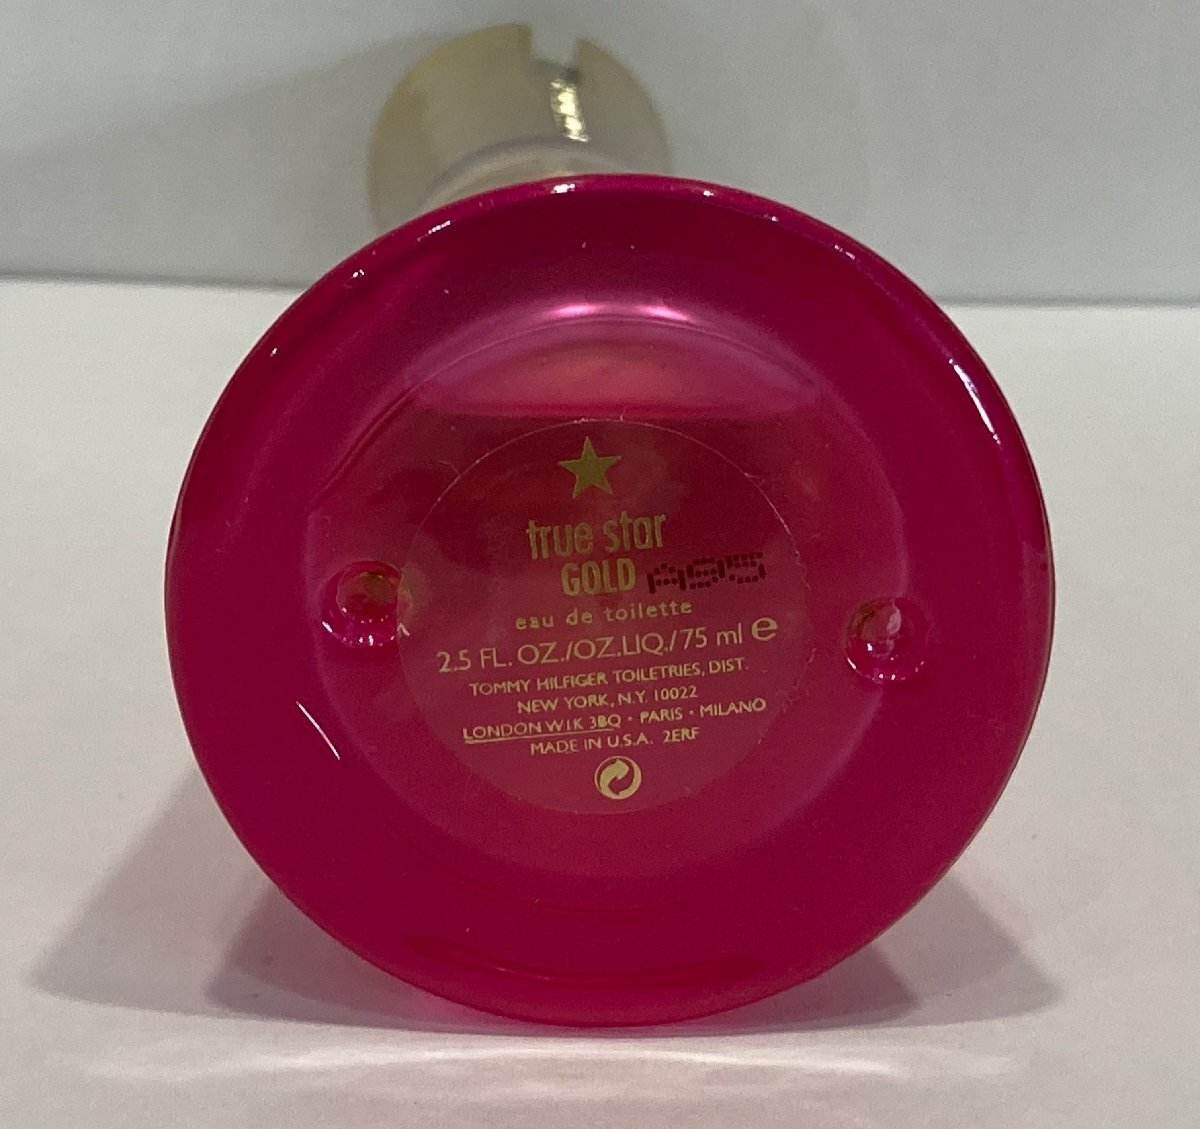 true star
GOLD A95
eau de toilette
2.5 FL. OZ./OZ.LIQ./75 ml e
TOMMY HILFIGER TOILETRIES, DIST.
NEW YORK, N.Y. 10022
LONDON W1K 3BQ · PARIS · MILANO
MADE IN U.S.A. 2ERF